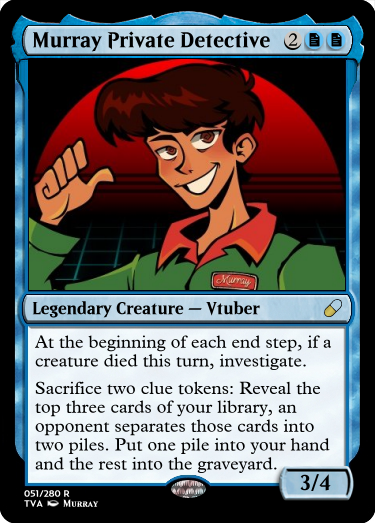 Murray Private Detective 2
Murray
Legendary Creature — Vtuber
At the beginning of each end step, if a
creature died this turn, investigate.
Sacrifice two clue tokens: Reveal the
top three cards of your library, an
opponent separates those cards into
two piles. Put one pile into your hand
and the rest into the graveyard.
3/4
051/280 R
TVA Murray